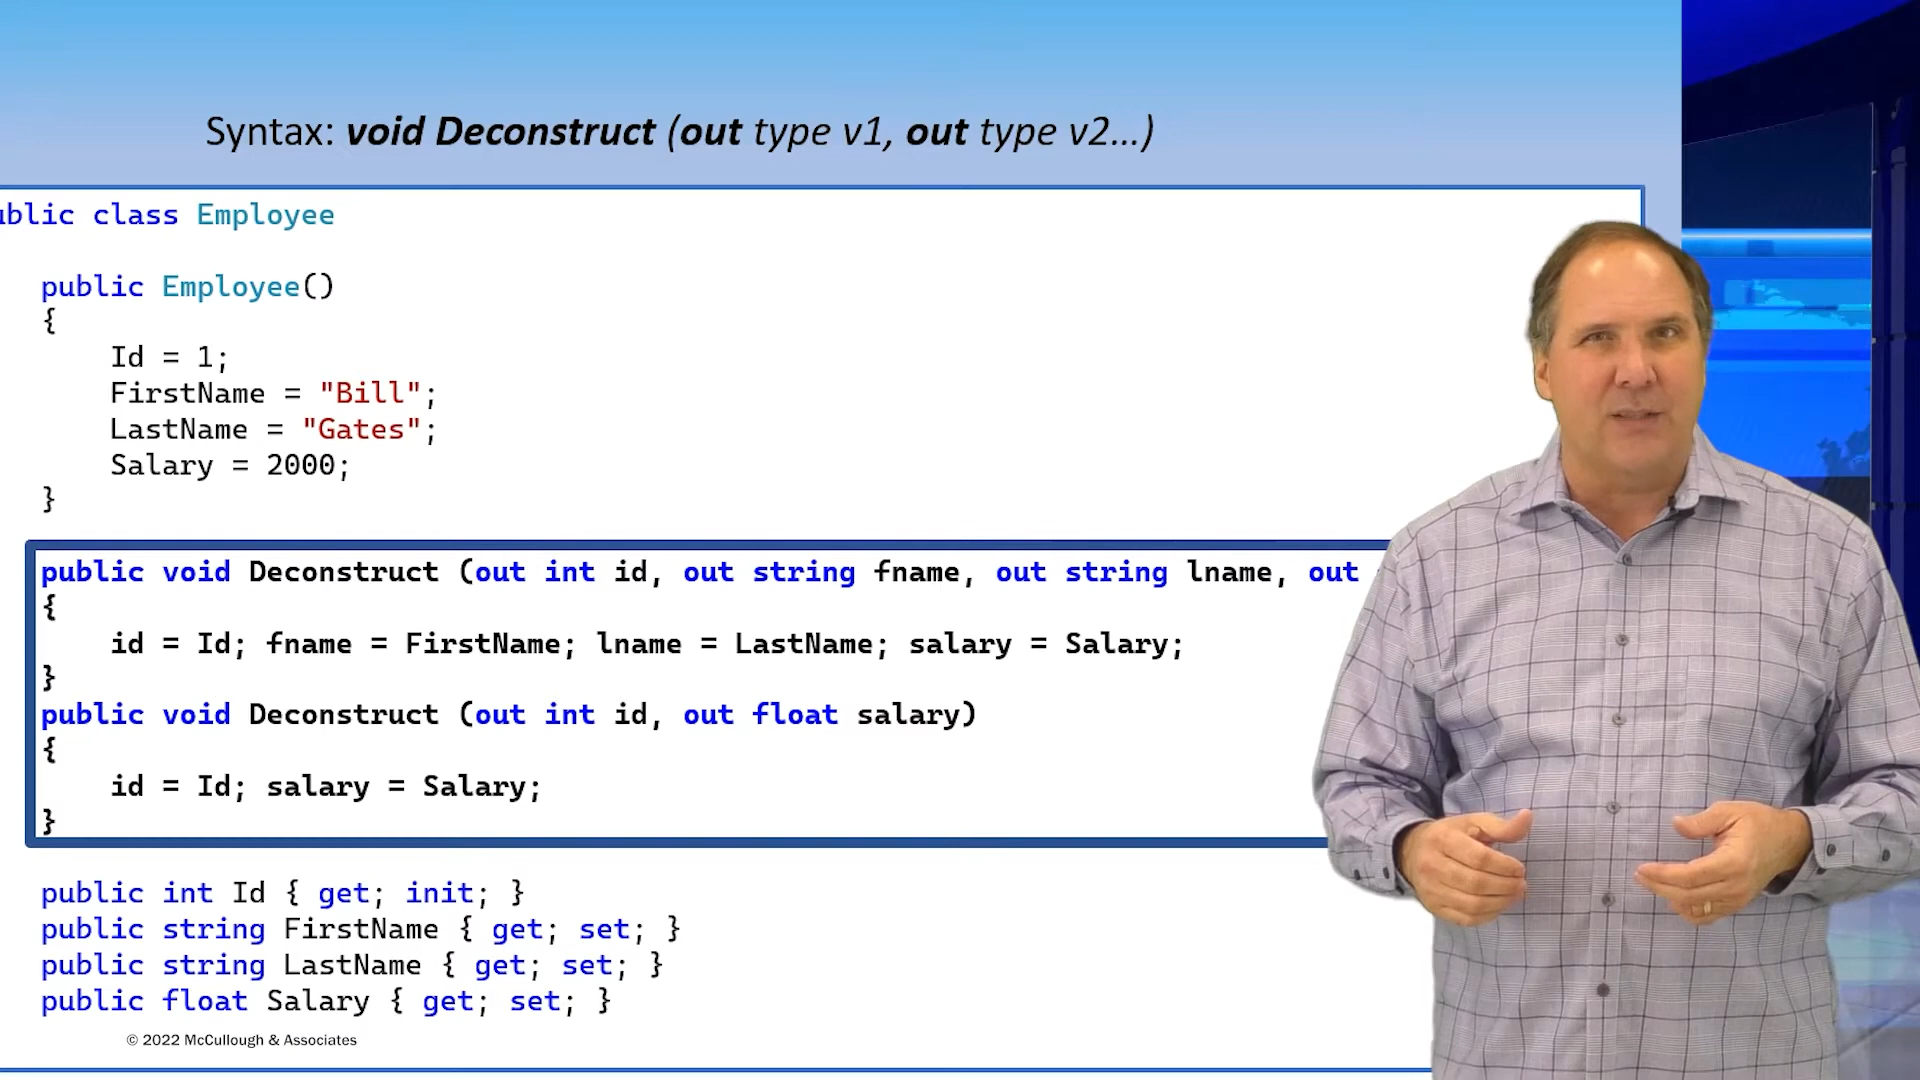 Syntax: void Deconstruct (out type v1, out type v2...)
ublic class Employee
public Employee()
{
Id = 1;
FirstName = "Bill";
LastName = "Gates";
Salary = 2000;
}
public void Deconstruct (out int id, out string fname, out string lname, out
{
id = Id; fname = FirstName; lname = LastName; salary = Salary;
}
public void Deconstruct (out int id, out float salary)
{
id = Id; salary = Salary;
}
public int Id { get; init; }
public string FirstName { get; set; }
public string LastName { get; set; }
public float Salary { get; set; }
© 2022 McCullough & Associates